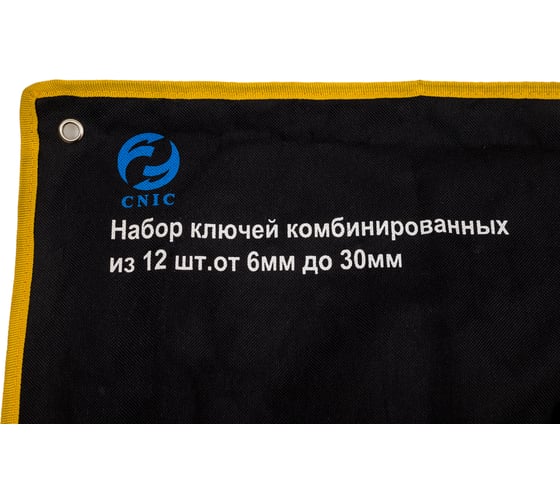 CNIC
Набор ключей комбинированных
из 12 шт.от 6мм до 30мм